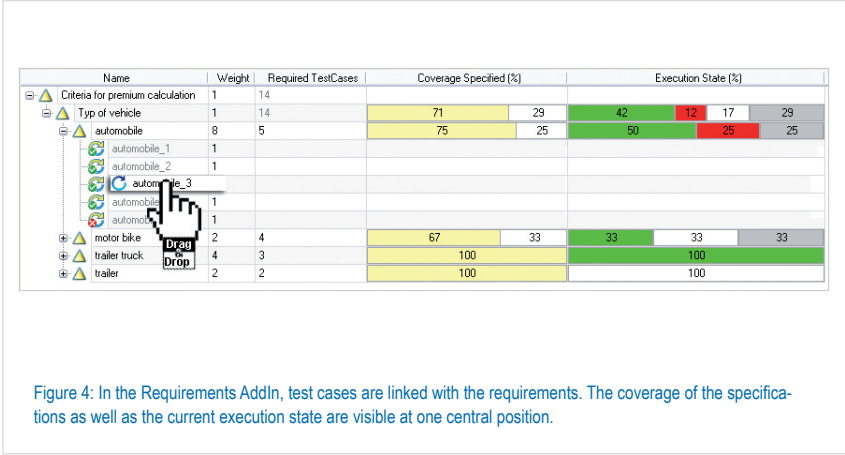 Name Weight Required TestCases Coverage Specified (%) Execution State (%)
Criteria for premium calculation 1 14
Typ of vehicle 1 14 71 29 42 12 17 29
automobile 8 5 75 25 50 25 25
automobile_1 1
automobile_2 1
automobile_3
automobile 1
1
motor bike 2 4 67 33 33 33 33
trailer truck 4 3 100 100
trailer 2 2 100 100
Drag
&
Drop
Figure 4: In the Requirements AddIn, test cases are linked with the requirements. The coverage of the specifica-
tions as well as the current execution state are visible at one central position.